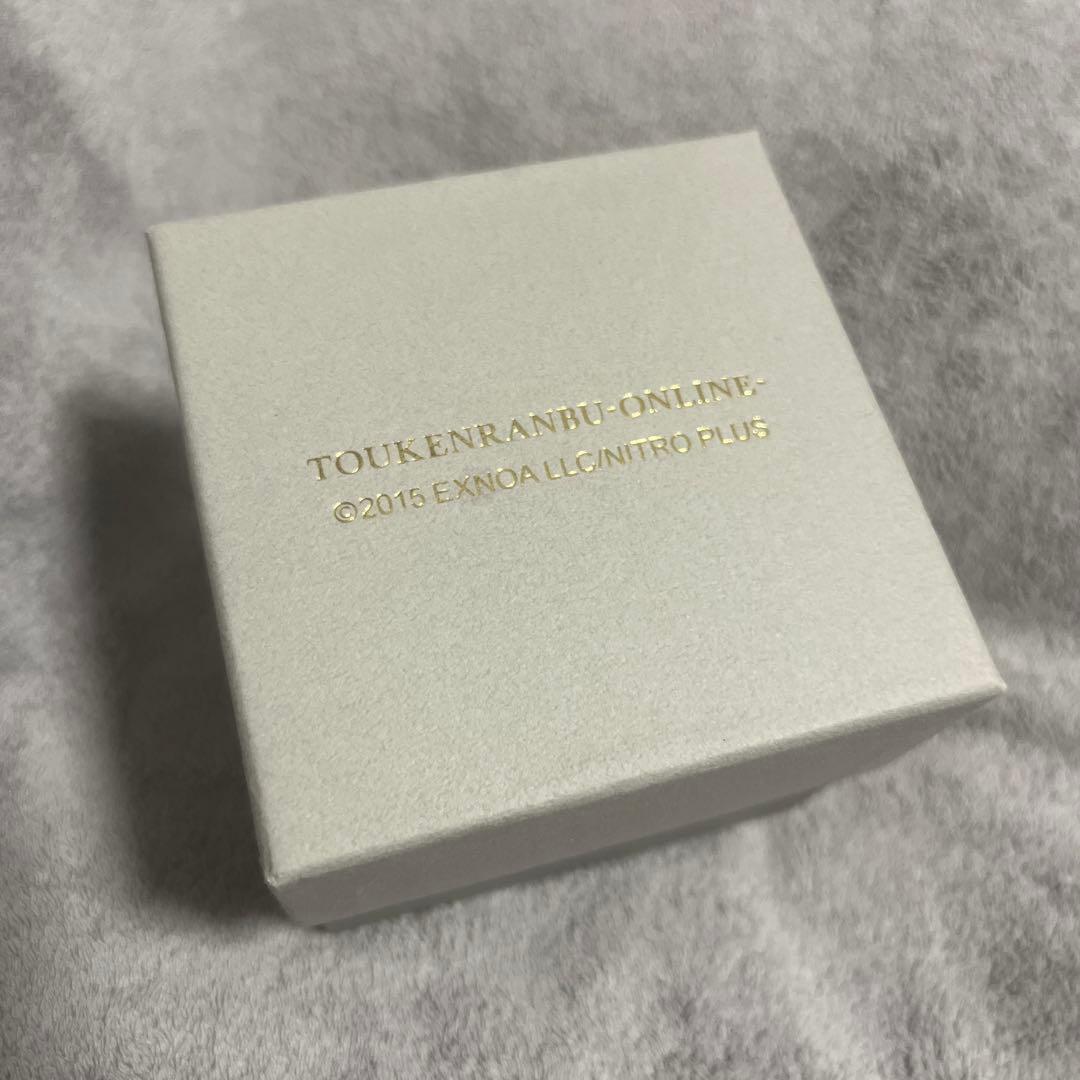 TOUKENRANBU-ONLINE-
©2015 EXNOA LLC/NITRO PLUS